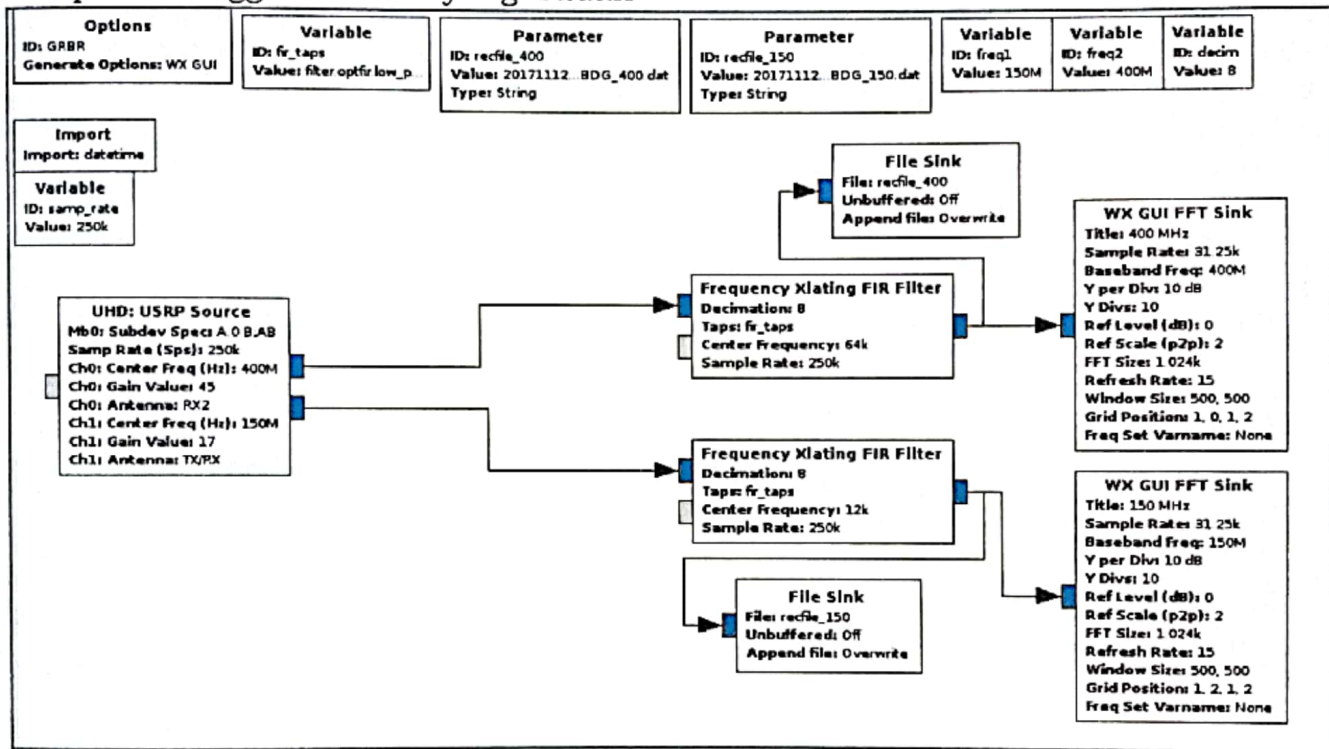 Options
ID: GRBR
Generate Options: WX GUI
Variable
ID: fir_taps
Value: filter optfir low_p...
Parameter
ID: recfile_400
Value: 20171112...BDG_400.dat
Type: String
Parameter
ID: recfile_150
Value: 20171112...BDG_150.dat
Type: String
Variable
ID: freq1
Value: 150M
Variable
ID: freq2
Value: 400M
Variable
ID: decim
Value: 8
Import
Import: datetime
Variable
ID: samp_rate
Value: 250k
File Sink
File: recfile_400
Unbuffered: Off
Append file: Overwrite
UHD: USRP Source
Mb0: Subdev Spec: A:0 B:AB
Samp Rate (Sps): 250k
Ch0: Center Freq (Hz): 400M
Ch0: Gain Value: 45
Ch0: Antenna: RX2
Ch1: Center Freq (Hz): 150M
Ch1: Gain Value: 17
Ch1: Antenna: TX/RX
Frequency Xlating FIR Filter
Decimation: 8
Taps: fir_taps
Center Frequency: 64k
Sample Rate: 250k
WX GUI FFT Sink
Title: 400 MHz
Sample Rate: 31.25k
Baseband Freq: 400M
Y per Div: 10 dB
Y Divs: 10
Ref Level (dB): 0
Ref Scale (p2p): 2
FFT Size: 1.024k
Refresh Rate: 15
Window Size: 500, 500
Grid Position: 1, 0, 1, 2
Freq Set Varname: None
Frequency Xlating FIR Filter
Decimation: 8
Taps: fir_taps
Center Frequency: 12k
Sample Rate: 250k
File Sink
File: recfile_150
Unbuffered: Off
Append file: Overwrite
WX GUI FFT Sink
Title: 150 MHz
Sample Rate: 31.25k
Baseband Freq: 150M
Y per Div: 10 dB
Y Divs: 10
Ref Level (dB): 0
Ref Scale (p2p): 2
FFT Size: 1.024k
Refresh Rate: 15
Window Size: 500, 500
Grid Position: 1, 2, 1, 2
Freq Set Varname: None